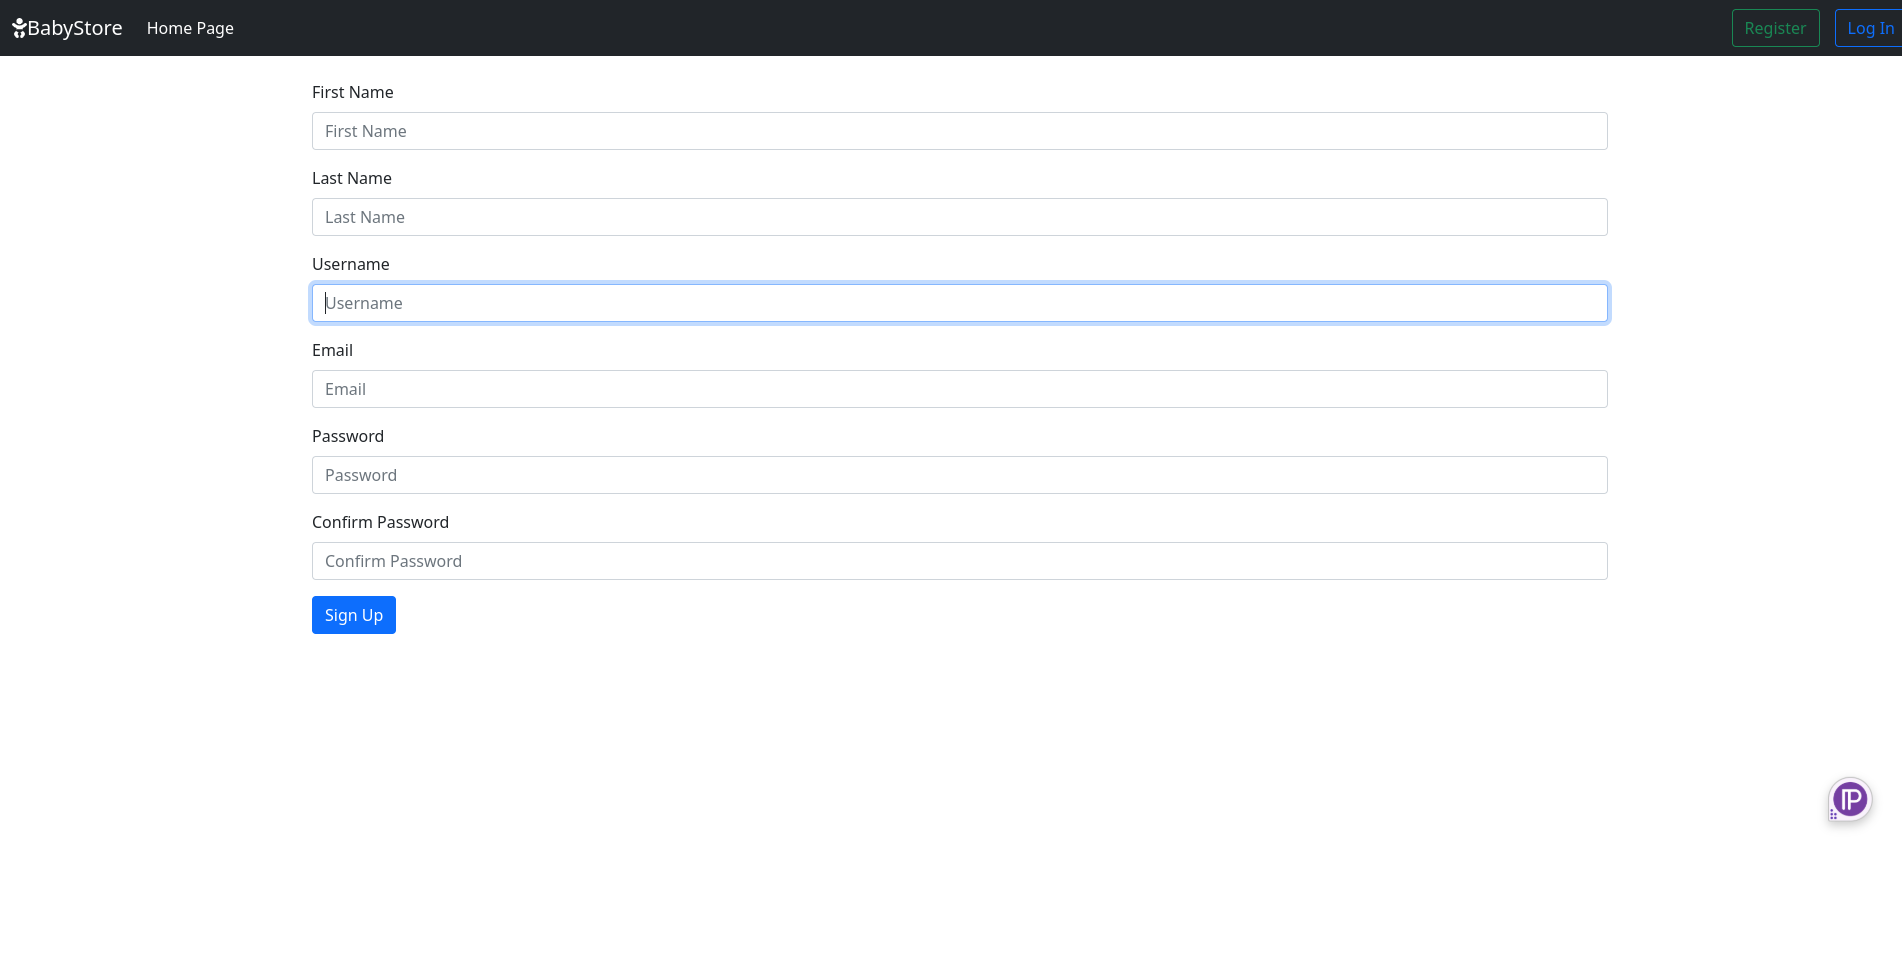 BabyStore Home Page Register Log In
First Name
First Name
Last Name
Last Name
Username
Username
Email
Email
Password
Password
Confirm Password
Confirm Password
Sign Up